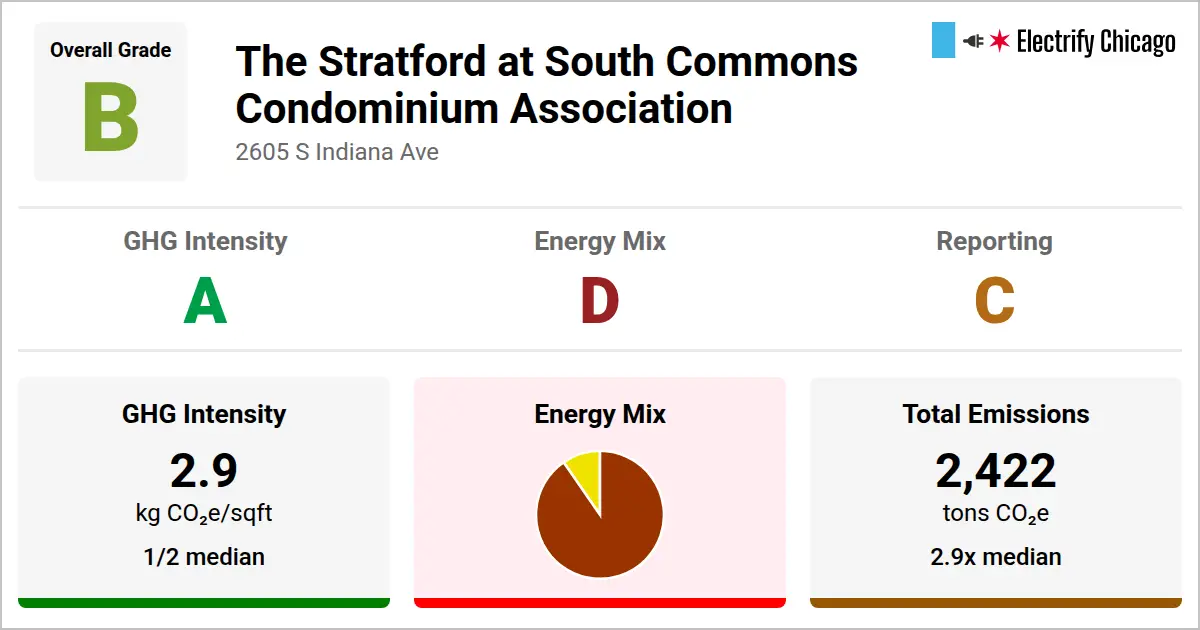 Overall Grade
B
The Stratford at South Commons
Condominium Association
2605 S Indiana Ave
Electrify Chicago
GHG Intensity
A
Energy Mix
D
Reporting
C
GHG Intensity
2.9
kg CO₂e/sqft
1/2 median
Energy Mix
Total Emissions
2,422
tons CO₂e
2.9x median